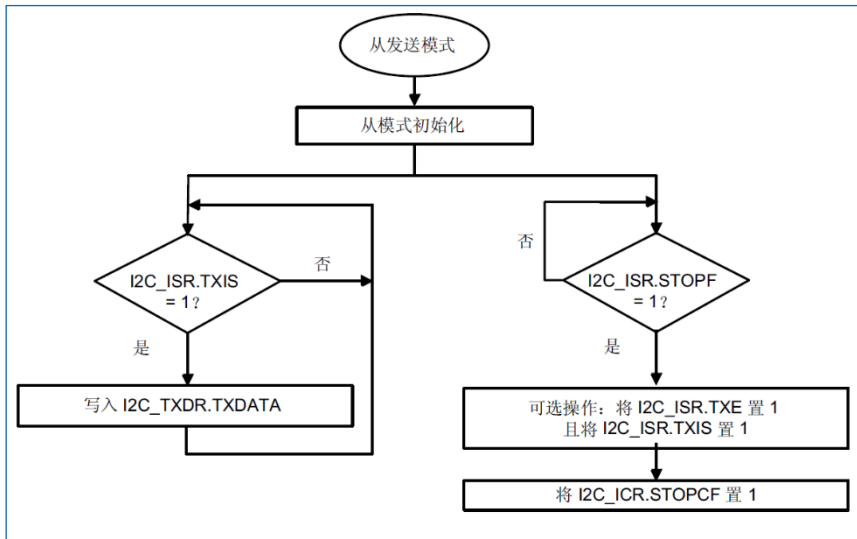 从发送模式
从模式初始化
否
I2C_ISR.TXIS
= 1？
否
I2C_ISR.STOPF
= 1？
是
是
写入 I2C_TXDR.TXDATA
可选操作：将 I2C_ISR.TXE 置 1
且将 I2C_ISR.TXIS 置 1
将 I2C_ICR.STOPCF 置 1